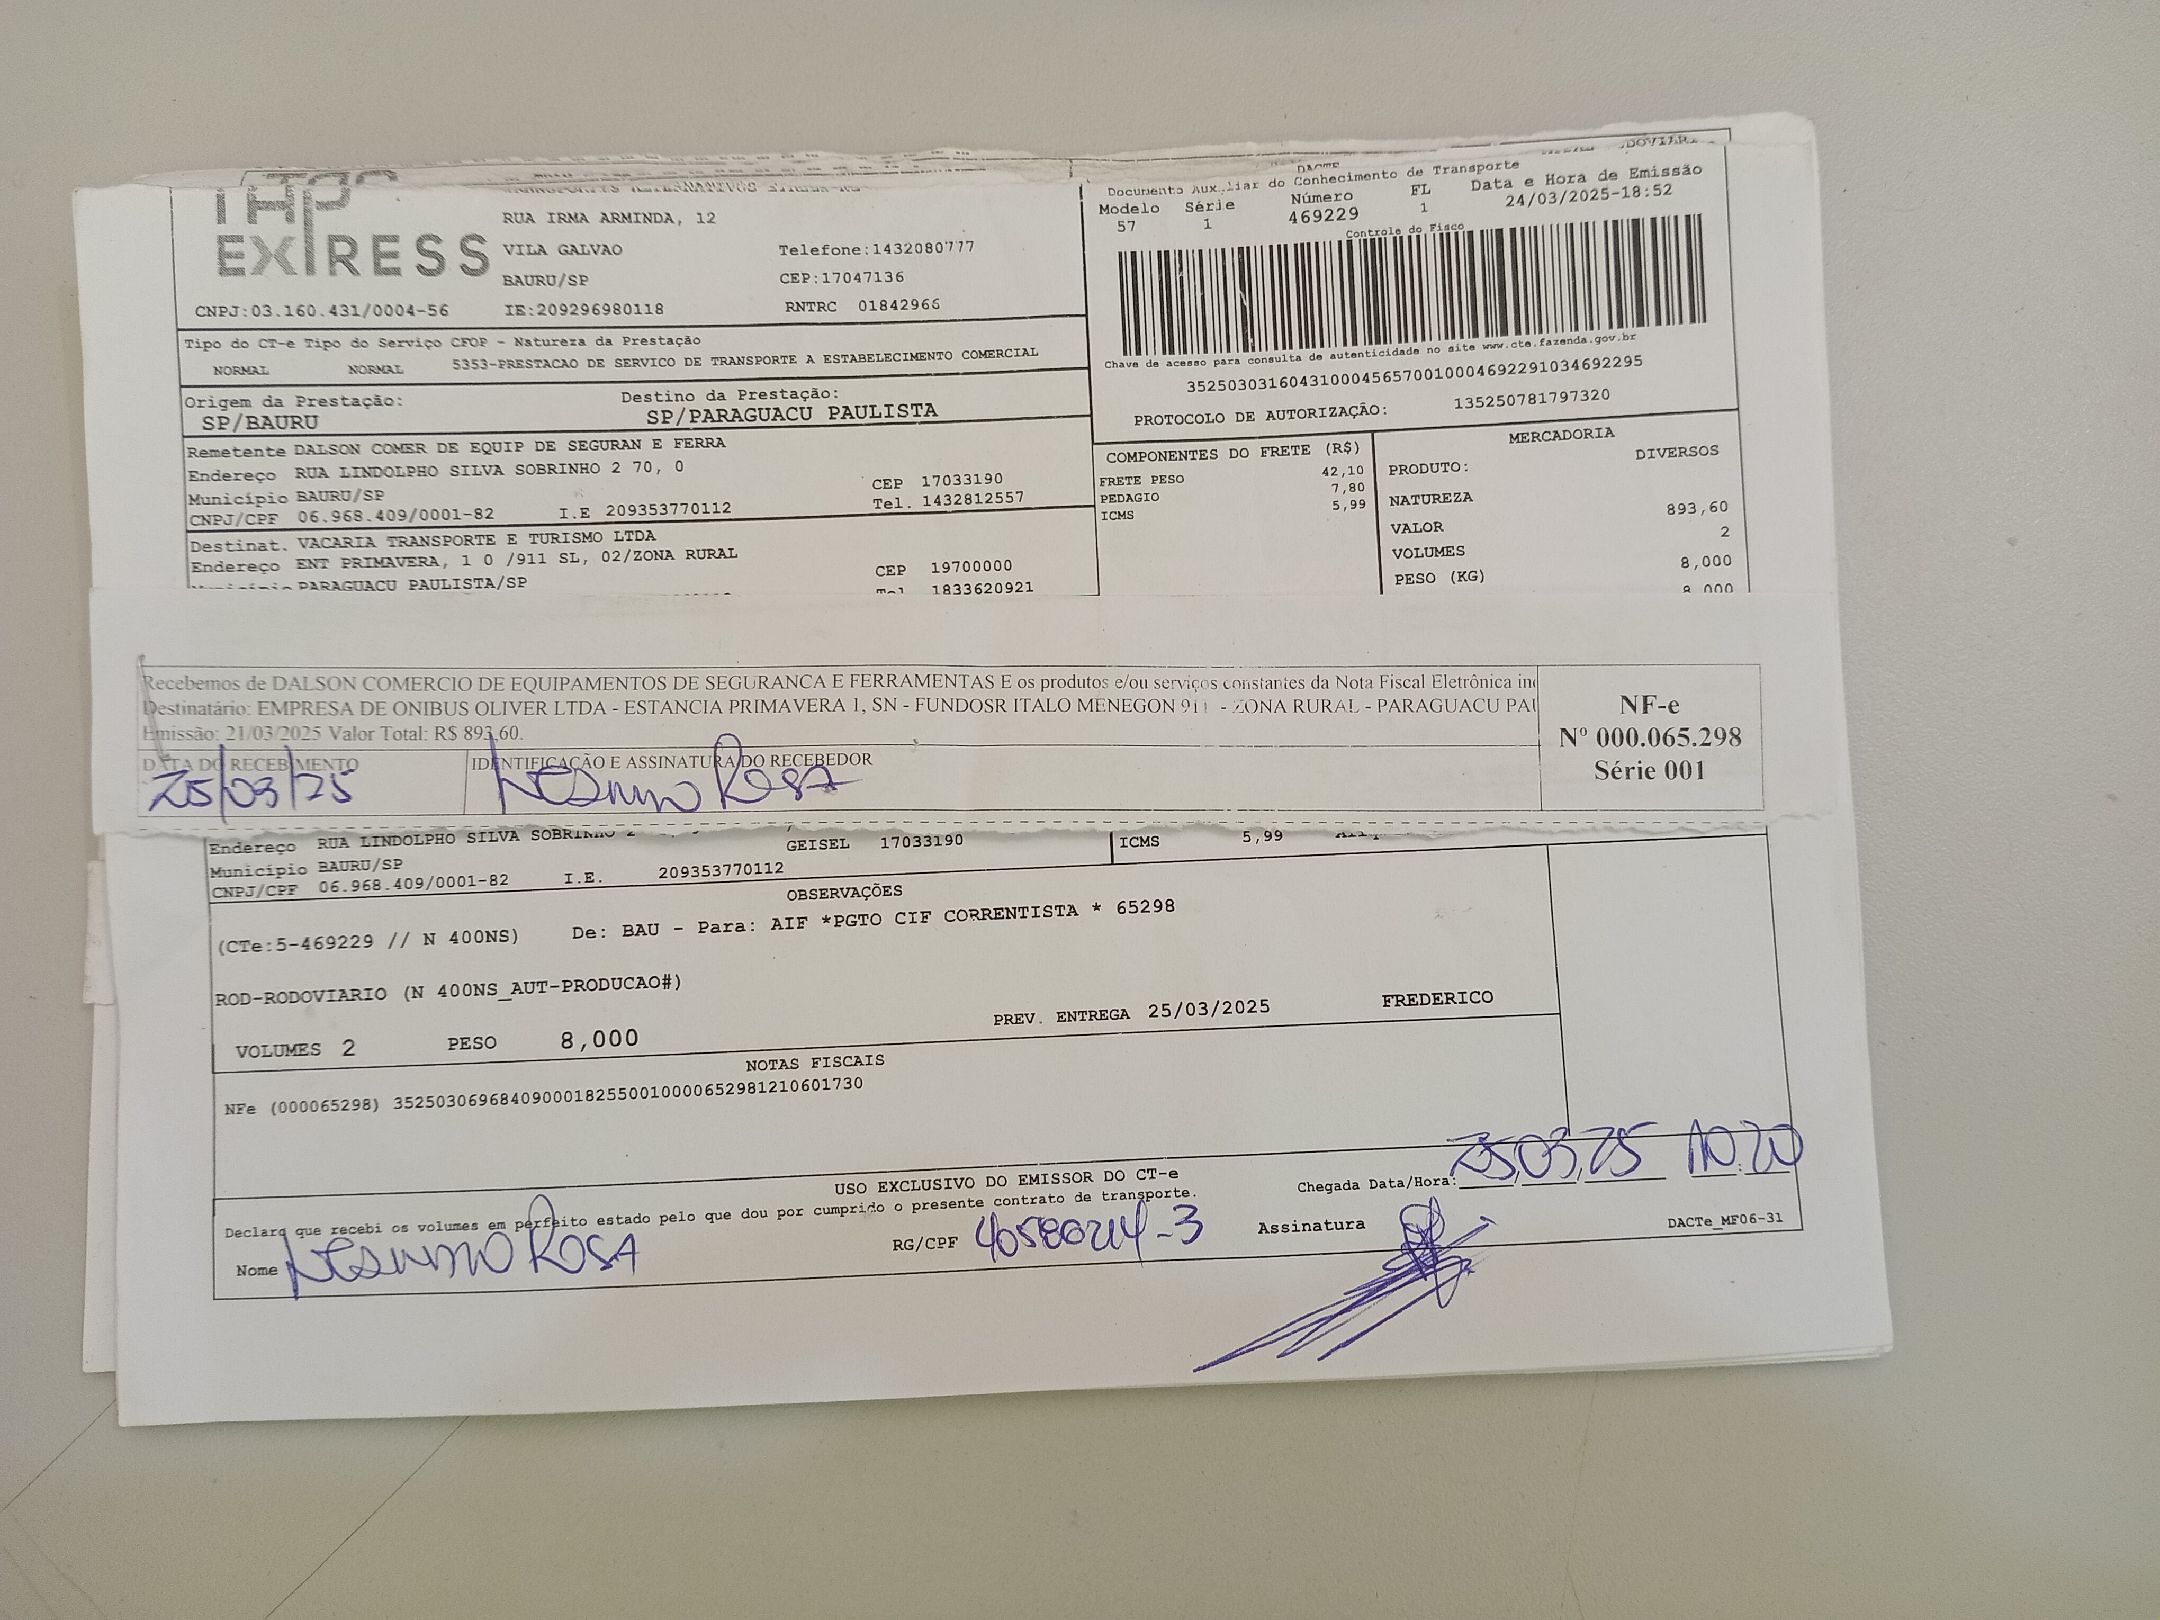 EXPRESS
RUA IRMA ARMINDA, 12
VILA GALVAO Telefone:1432080777
BAURU/SP CEP:17047136
CNPJ:03.160.431/0004-56 IE:209296980118 RNTRC 01842966
Tipo do CT-e Tipo do Serviço CFOP - Natureza da Prestação
NORMAL NORMAL 5353-PRESTACAO DE SERVICO DE TRANSPORTE A ESTABELECIMENTO COMERCIAL
Origem da Prestação: Destino da Prestação:
SP/BAURU SP/PARAGUACU PAULISTA
Remetente DALSON COMER DE EQUIP DE SEGURAN E FERRA
Endereço RUA LINDOLPHO SILVA SOBRINHO 2 70, 0
Município BAURU/SP CEP 17033190
CNPJ/CPF 06.968.409/0001-82 I.E 209353770112 Tel. 1432812557
Destinat. VACARIA TRANSPORTE E TURISMO LTDA
Endereço ENT PRIMAVERA, 1 0 /911 SL, 02/ZONA RURAL
Município PARAGUACU PAULISTA/SP CEP 19700000
Tel 1833620921
DACTE
Documento Auxiliar do Conhecimento de Transporte
Modelo Série Número FL Data e Hora de Emissão
57 1 469229 1 24/03/2025-18:52
Controle do Fisco
Chave de acesso para consulta de autenticidade no site www.cte.fazenda.gov.br
35250303160431000456570010004692291034692295
PROTOCOLO DE AUTORIZAÇÃO: 135250781797320
COMPONENTES DO FRETE (R$)
FRETE PESO 42,10
PEDAGIO 7,80
ICMS 5,99
MERCADORIA
PRODUTO: DIVERSOS
NATUREZA
VALOR 893,60
VOLUMES 2
PESO (KG) 8,000
8,000
Recebemos de DALSON COMERCIO DE EQUIPAMENTOS DE SEGURANCA E FERRAMENTAS E os produtos e/ou serviços constantes da Nota Fiscal Eletrônica
Destinatário: EMPRESA DE ONIBUS OLIVER LTDA - ESTANCIA PRIMAVERA 1, SN - FUNDOSR ITALO MENEGON 911 - ZONA RURAL - PARAGUACU PAU
Emissão: 21/03/2025 Valor Total: R$ 893,60.
DATA DO RECEBIMENTO IDENTIFICAÇÃO E ASSINATURA DO RECEBEDOR
25/03/25 Rosa
NF-e
Nº 000.065.298
Série 001
Endereço RUA LINDOLPHO SILVA SOBRINHO 2 GEISEL 17033190 ICMS 5,99
Município BAURU/SP
CNPJ/CPF 06.968.409/0001-82 I.E. 209353770112
OBSERVAÇÕES
(CTe:5-469229 // N 400NS) De: BAU - Para: AIF *PGTO CIF CORRENTISTA * 65298
ROD-RODOVIARIO (N 400NS_AUT-PRODUCAO#)
PREV. ENTREGA 25/03/2025 FREDERICO
VOLUMES 2 PESO 8,000
NOTAS FISCAIS
NFe (000065298) 35250306968409000182550010000652981210601730
USO EXCLUSIVO DO EMISSOR DO CT-e
Declaro que recebi os volumes em perfeito estado pelo que dou por cumprido o presente contrato de transporte.
Chegada Data/Hora: 25,03,25 10:20
Nome Rosa RG/CPF 40580214-3 Assinatura
DACTe_MF06-31